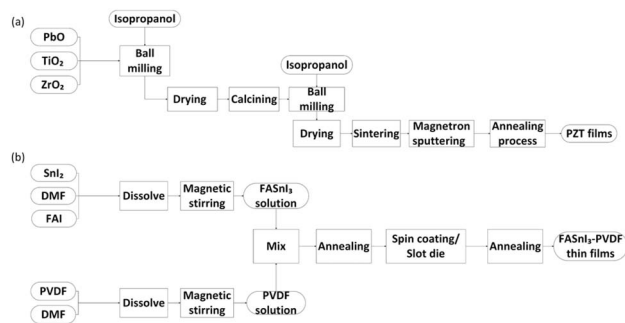 (a)
Isopropanol
PbO
TiO₂
ZrO₂
Ball
milling
Drying
Calcining
Isopropanol
Ball
milling
Drying
Sintering
Magnetron
sputtering
Annealing
process
PZT films
(b)
SnI₂
DMF
FAI
Dissolve
Magnetic
stirring
FASnI₃
solution
Mix
Annealing
Spin coating/
Slot die
Annealing
FASnI₃-PVDF
thin films
PVDF
DMF
Dissolve
Magnetic
stirring
PVDF
solution